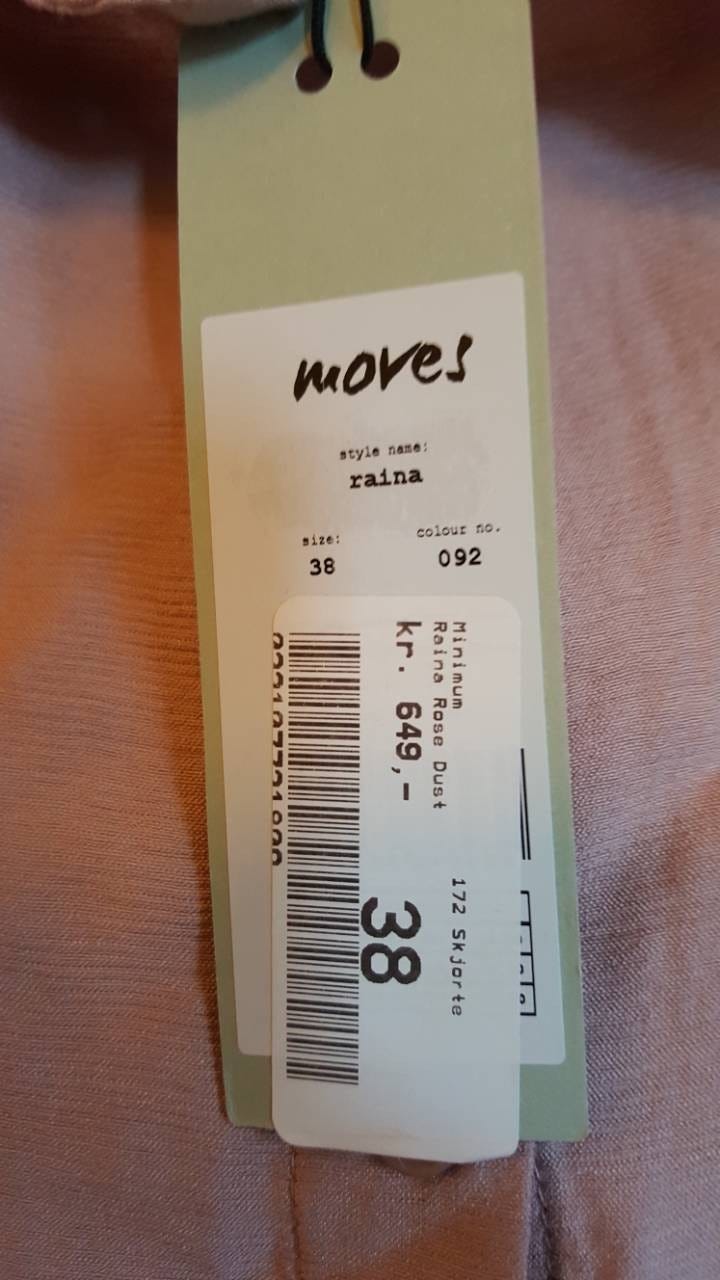 moves
style name:
raina
size:
38
colour no.
092
Minimum
172 Skjorte
Raina Rose Dust
kr. 649,-
38